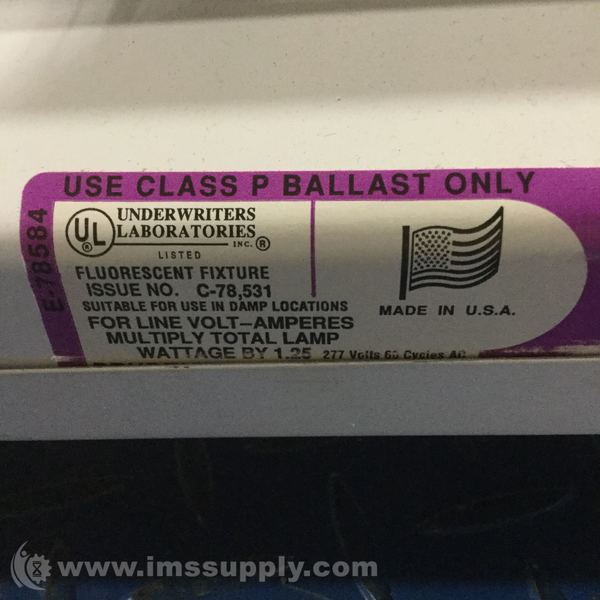 USE CLASS P BALLAST ONLY
E-78584
UL ®
UNDERWRITERS
LABORATORIES
INC. ®
LISTED
FLUORESCENT FIXTURE
ISSUE NO. C-78,531
SUITABLE FOR USE IN DAMP LOCATIONS
FOR LINE VOLT-AMPERES
MULTIPLY TOTAL LAMP
WATTAGE BY 1.25 277 Volts 60 Cycles AC
MADE IN U.S.A.
www.imssupply.com